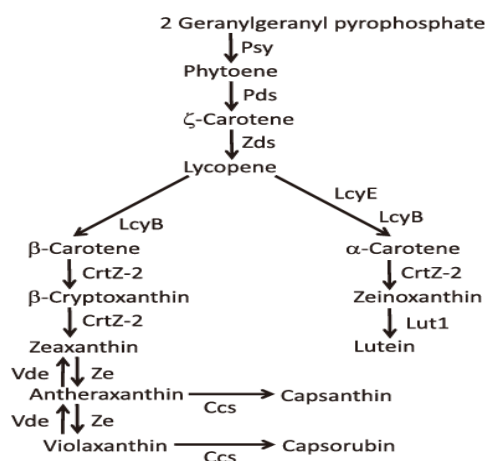 2 Geranylgeranyl pyrophosphate
Psy
Phytoene
Pds
ζ-Carotene
Zds
Lycopene
LcyE
LcyB LcyB
β-Carotene α-Carotene
CrtZ-2 CrtZ-2
β-Cryptoxanthin Zeinoxanthin
CrtZ-2 Lut1
Zeaxanthin Lutein
Vde Ze
Antheraxanthin Capsanthin
Ccs
Vde Ze
Violaxanthin Capsorubin
Ccs